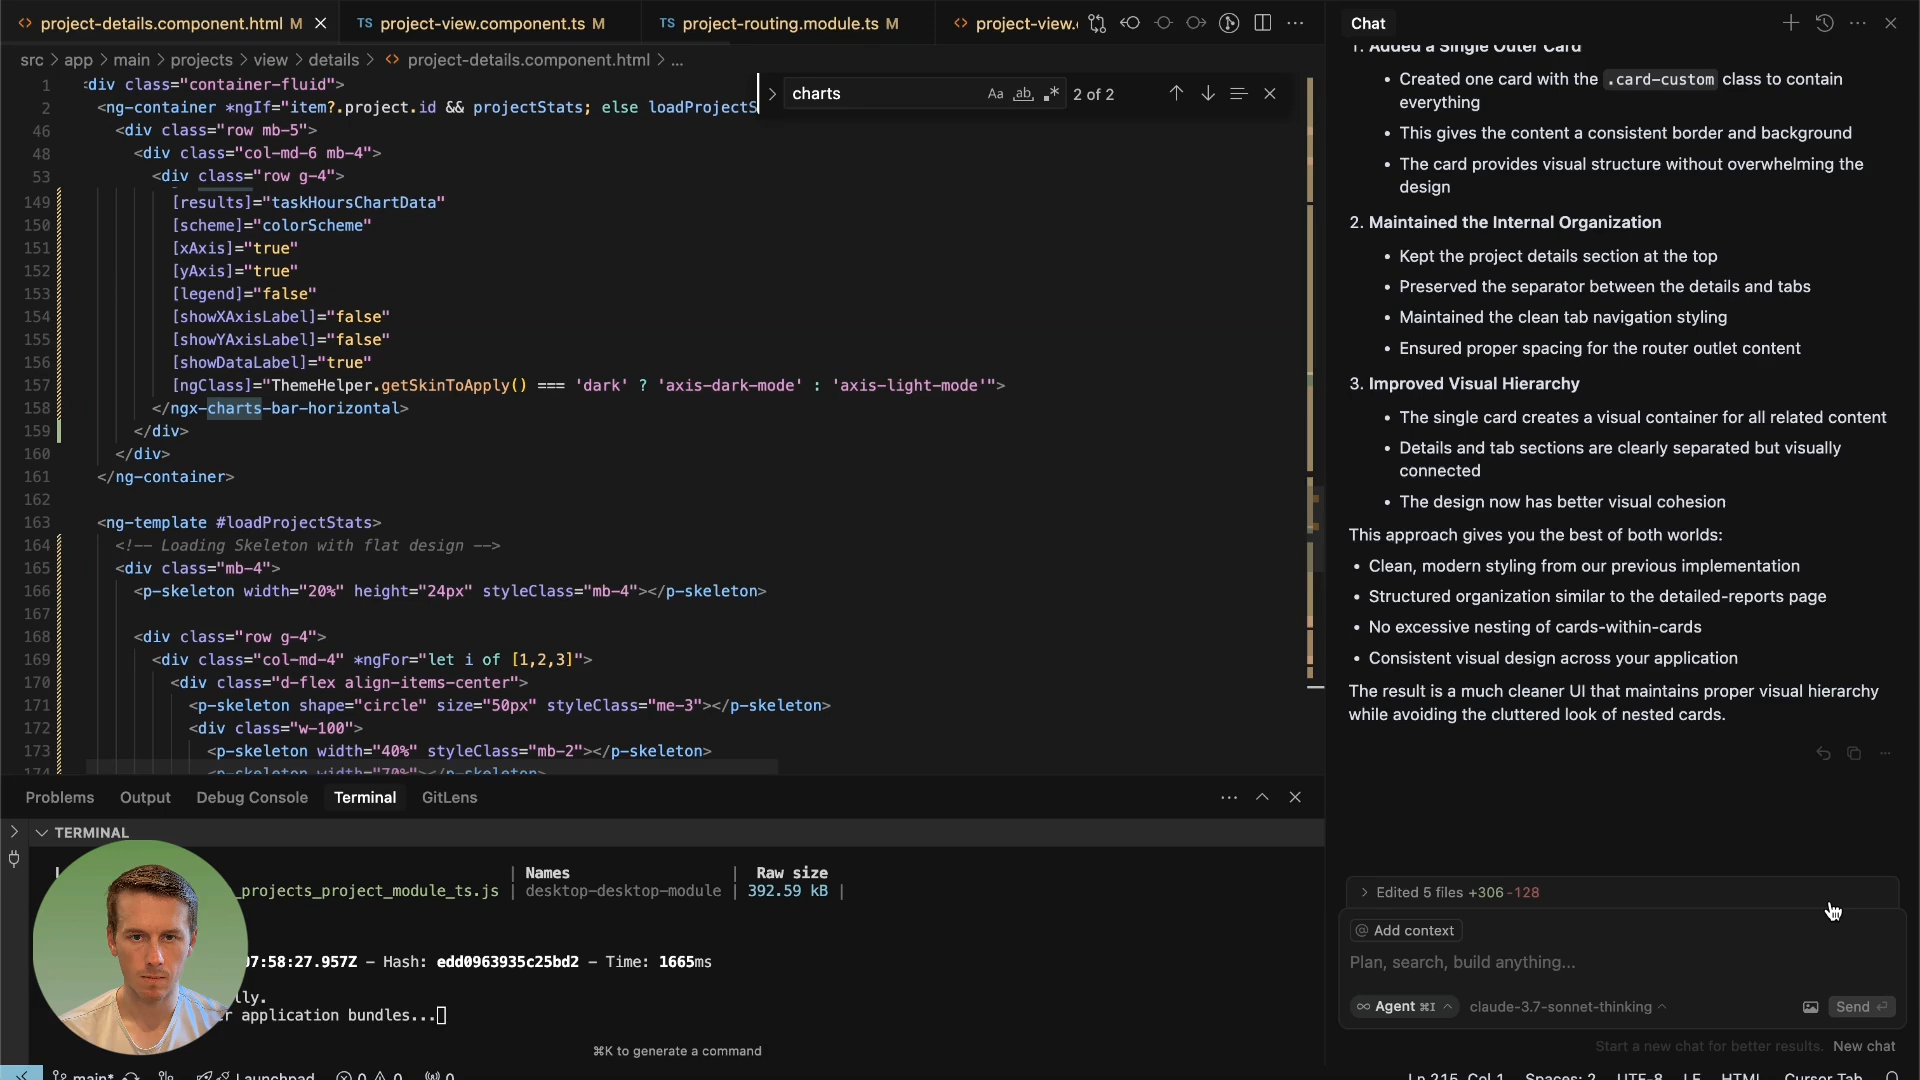 project-details.component.html M
TS project-view.component.ts M
TS project-routing.module.ts M
project-view.
src > app > main > projects > view > details > project-details.component.html > ...
charts
Aa
ab
2 of 2
1 <div class="container-fluid">
2 <ng-container *ngIf="item?.project.id && projectStats; else loadProjectS
46 <div class="row mb-5">
48 <div class="col-md-6 mb-4">
53 <div class="row g-4">
149 [results]="taskHoursChartData"
150 [scheme]="colorScheme"
151 [xAxis]="true"
152 [yAxis]="true"
153 [legend]="false"
154 [showXAxisLabel]="false"
155 [showYAxisLabel]="false"
156 [showDataLabel]="true"
157 [ngClass]="ThemeHelper.getSkinToApply() === 'dark' ? 'axis-dark-mode' : 'axis-light-mode'">
158 </ngx-charts-bar-horizontal>
159 </div>
160 </div>
161 </ng-container>
162
163 <ng-template #loadProjectStats>
164 <!-- Loading Skeleton with flat design -->
165 <div class="mb-4">
166 <p-skeleton width="20%" height="24px" styleClass="mb-4"></p-skeleton>
167
168 <div class="row g-4">
169 <div class="col-md-4" *ngFor="let i of [1,2,3]">
170 <div class="d-flex align-items-center">
171 <p-skeleton shape="circle" size="50px" styleClass="me-3"></p-skeleton>
172 <div class="w-100">
173 <p-skeleton width="40%" styleClass="mb-2"></p-skeleton>
174 <p-skeleton width="70%"></p-skeleton>
Problems Output Debug Console Terminal GitLens
TERMINAL
| Names | Raw size
_projects_project_module_ts.js | desktop-desktop-module | 392.59 kB |
7:58:27.957Z - Hash: edd0963935c25bd2 - Time: 1665ms
lly.
r application bundles...
⌘K to generate a command
main* Launchpad 0 0 0
Ln 215, Col 1 Spaces: 2 UTF-8 LF HTML Cursor Tab
Chat
1. Added a Single Outer Card
• Created one card with the .card-custom class to contain
everything
• This gives the content a consistent border and background
• The card provides visual structure without overwhelming the
design
2. Maintained the Internal Organization
• Kept the project details section at the top
• Preserved the separator between the details and tabs
• Maintained the clean tab navigation styling
• Ensured proper spacing for the router outlet content
3. Improved Visual Hierarchy
• The single card creates a visual container for all related content
• Details and tab sections are clearly separated but visually
connected
• The design now has better visual cohesion
This approach gives you the best of both worlds:
• Clean, modern styling from our previous implementation
• Structured organization similar to the detailed-reports page
• No excessive nesting of cards-within-cards
• Consistent visual design across your application
The result is a much cleaner UI that maintains proper visual hierarchy
while avoiding the cluttered look of nested cards.
> Edited 5 files +306 -128
@ Add context
Plan, search, build anything...
∞ Agent ⌘I claude-3.7-sonnet-thinking
Send
Start a new chat for better results. New chat